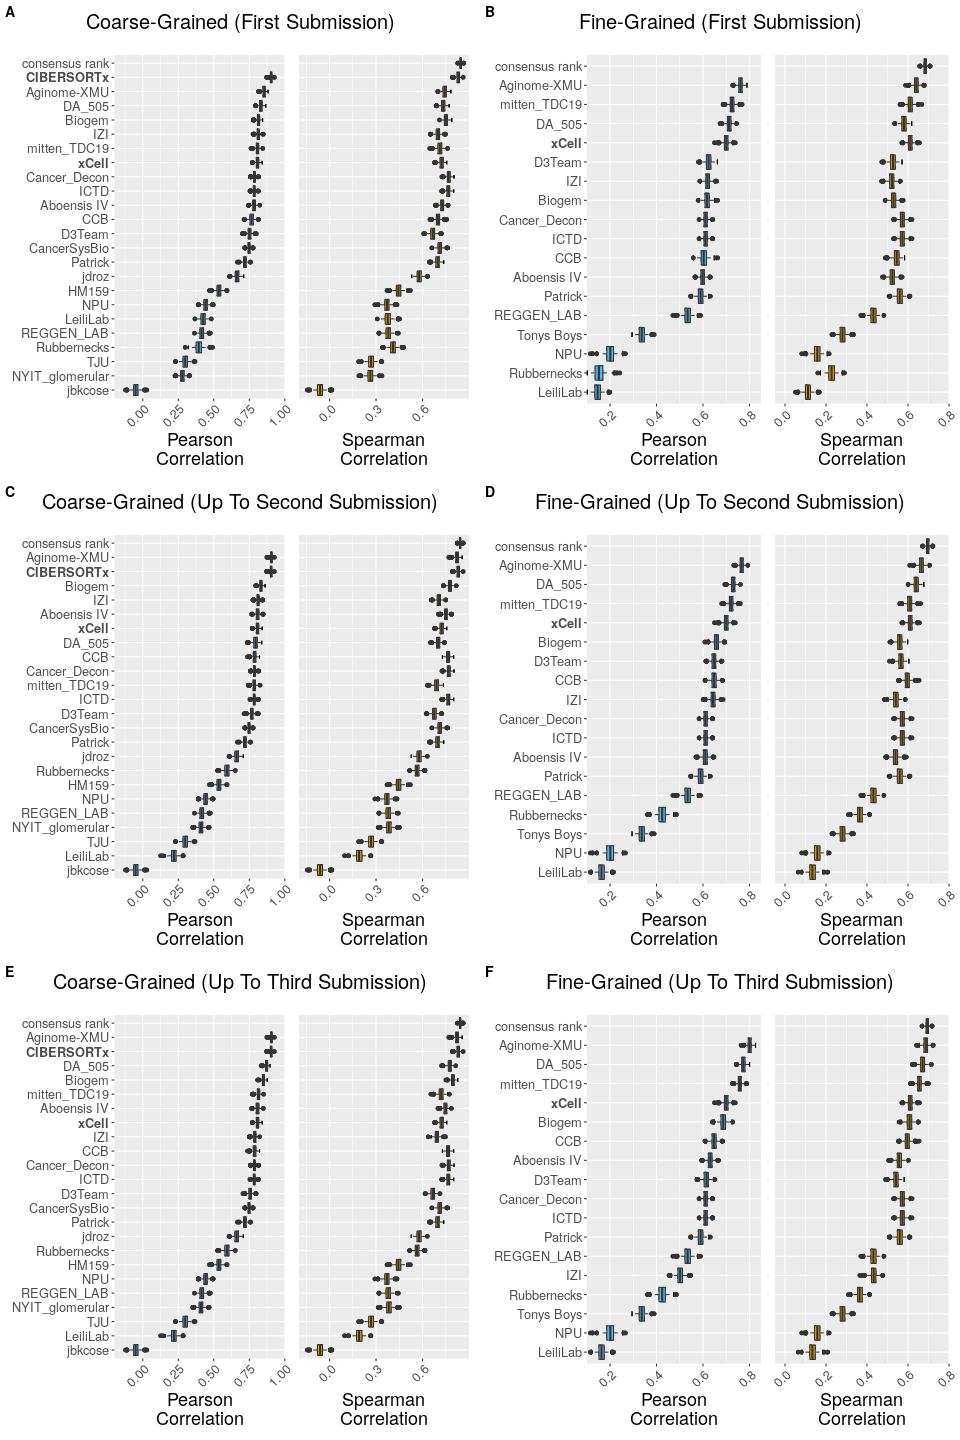 A
Coarse-Grained (First Submission)
consensus rank
CIBERSORTx
Aginome-XMU
DA_505
Biogem
IZI
mitten_TDC19
xCell
Cancer_Decon
ICTD
Aboensis IV
CCB
D3Team
CancerSysBio
Patrick
jdroz
HM159
NPU
LeiliLab
REGGEN_LAB
Rubbernecks
TJU
NYIT_glomerular
jbkcose
0.00 0.25 0.50 0.75 1.00
Pearson
Correlation
0.0 0.3 0.6
Spearman
Correlation
B
Fine-Grained (First Submission)
consensus rank
Aginome-XMU
mitten_TDC19
DA_505
xCell
D3Team
IZI
Biogem
Cancer_Decon
ICTD
CCB
Aboensis IV
Patrick
REGGEN_LAB
Tonys Boys
NPU
Rubbernecks
LeiliLab
0.2 0.4 0.6 0.8
Pearson
Correlation
0.0 0.2 0.4 0.6 0.8
Spearman
Correlation
C
Coarse-Grained (Up To Second Submission)
consensus rank
Aginome-XMU
CIBERSORTx
Biogem
IZI
Aboensis IV
xCell
DA_505
CCB
Cancer_Decon
mitten_TDC19
ICTD
D3Team
CancerSysBio
Patrick
jdroz
Rubbernecks
HM159
NPU
REGGEN_LAB
NYIT_glomerular
TJU
LeiliLab
jbkcose
0.00 0.25 0.50 0.75 1.00
Pearson
Correlation
0.0 0.3 0.6
Spearman
Correlation
D
Fine-Grained (Up To Second Submission)
consensus rank
Aginome-XMU
DA_505
mitten_TDC19
xCell
Biogem
D3Team
CCB
IZI
Cancer_Decon
ICTD
Aboensis IV
Patrick
REGGEN_LAB
Rubbernecks
Tonys Boys
NPU
LeiliLab
0.2 0.4 0.6 0.8
Pearson
Correlation
0.0 0.2 0.4 0.6 0.8
Spearman
Correlation
E
Coarse-Grained (Up To Third Submission)
consensus rank
Aginome-XMU
CIBERSORTx
DA_505
Biogem
mitten_TDC19
Aboensis IV
xCell
IZI
CCB
Cancer_Decon
ICTD
D3Team
CancerSysBio
Patrick
jdroz
Rubbernecks
HM159
NPU
REGGEN_LAB
NYIT_glomerular
TJU
LeiliLab
jbkcose
0.00 0.25 0.50 0.75 1.00
Pearson
Correlation
0.0 0.3 0.6
Spearman
Correlation
F
Fine-Grained (Up To Third Submission)
consensus rank
Aginome-XMU
DA_505
mitten_TDC19
xCell
Biogem
CCB
Aboensis IV
D3Team
Cancer_Decon
ICTD
Patrick
REGGEN_LAB
IZI
Rubbernecks
Tonys Boys
NPU
LeiliLab
0.2 0.4 0.6 0.8
Pearson
Correlation
0.0 0.2 0.4 0.6 0.8
Spearman
Correlation